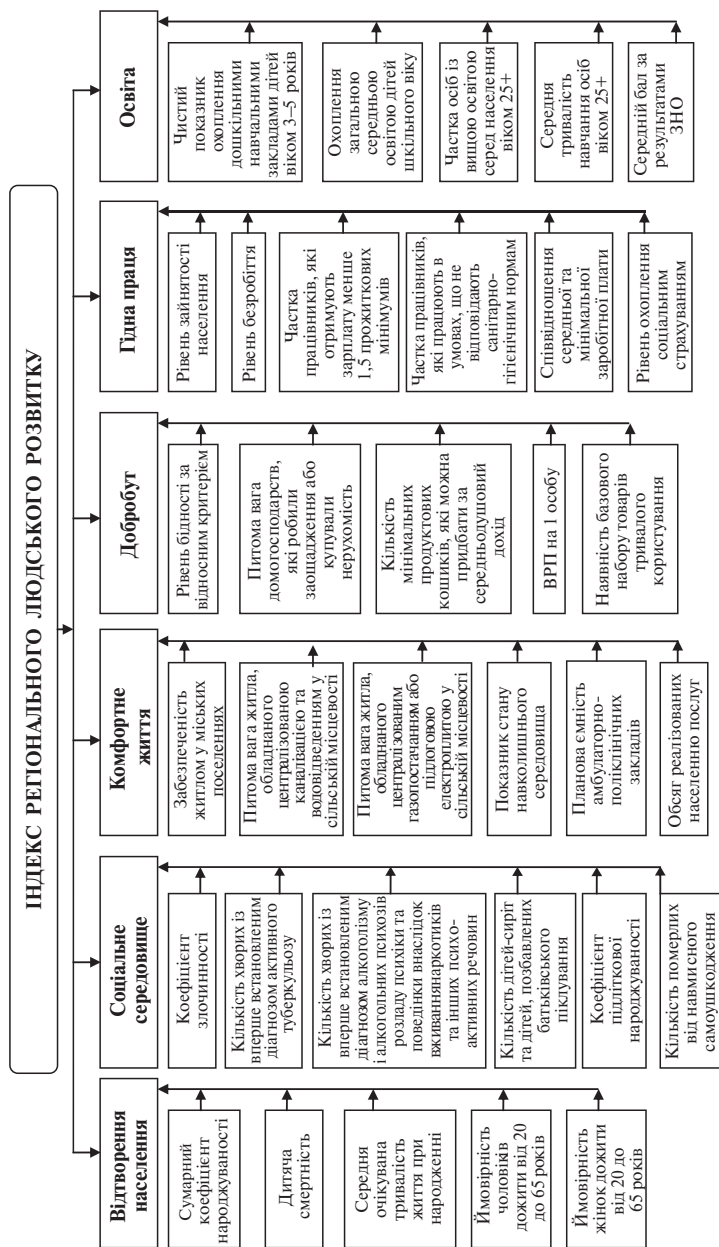 ІНДЕКС РЕГІОНАЛЬНОГО ЛЮДСЬКОГО РОЗВИТКУ
Відтворення
населення
Сумарний
коефіцієнт
народжуваності
Дитяча
смертність
Середня
очікувана
тривалість
життя при
народженні
Ймовірність
чоловіків
дожити від 20
до 65 років
Ймовірність
жінок дожити
від 20 до
65 років
Соціальне
середовище
Коефіцієнт
злочинності
Кількість хворих із
вперше встановленим
діагнозом активного
туберкульозу
Кількість хворих із
вперше встановленим
діагнозом алкоголізму
і алкогольних психозів
розладу психіки та
поведінки внаслідок
вживаннянаркотиків
та інших психо-
активних речовин
Кількість дітей-сиріт
та дітей, позбавлених
батьківського
піклування
Коефіцієнт
підліткової
народжуваності
Кількість померлих
від навмисного
самоушкодження
Комфортне
життя
Забезпеченість
житлом у міських
поселеннях
Питома вага житла,
обладнаного
централізованою
каналізацією та
водовідведенням у
сільській місцевості
Питома вага житла,
обладнаного
централізованим
газопостачанням або
підлоговою
електроплитою у
сільській місцевості
Показник стану
навколишнього
середовища
Планова ємність
амбулаторно-
поліклінічних
закладів
Обсяг реалізованих
населенню послуг
Добробут
Рівень бідності за
відносним критерієм
Питома вага
домогосподарств,
які робили
заощадження або
купували
нерухомість
Кількість
мінімальних
продуктових
кошиків, які можна
придбати за
середньодушовий
дохід
ВРП на 1 особу
Наявність базового
набору товарів
тривалого
користування
Гідна праця
Рівень зайнятості
населення
Рівень безробіття
Частка
працівників, які
отримують
зарплату менше
1,5 прожиткових
мінімумів
Частка працівників,
які працюють в
умовах, що не
відповідають
санітарно-
гігієнічним нормам
Співвідношення
середньої та
мінімальної
заробітної плати
Рівень охоплення
соціальним
страхуванням
Освіта
Чистий
показник
охоплення
дошкільними
навчальними
закладами дітей
віком 3–5 років
Охоплення
загальною
середньою
освітою дітей
шкільного віку
Частка осіб із
вищою освітою
серед населення
віком 25+
Середня
тривалість
навчання осіб
віком 25+
Середній бал за
результатами
ЗНО